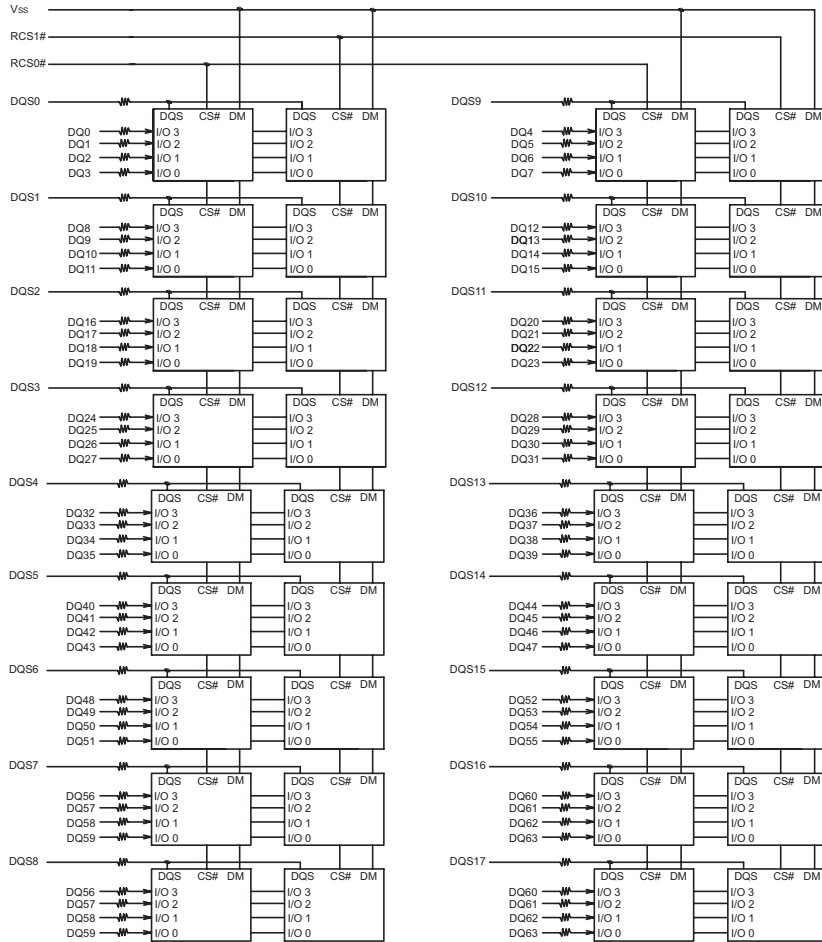 Vss
RCS1#
RCS0#
DQS0 DQS9
DQS CS# DM DQS CS# DM DQS CS# DM DQS CS# DM
DQ0 I/O 3 I/O 3 DQ4 I/O 3 I/O 3
DQ1 I/O 2 I/O 2 DQ5 I/O 2 I/O 2
DQ2 I/O 1 I/O 1 DQ6 I/O 1 I/O 1
DQ3 I/O 0 I/O 0 DQ7 I/O 0 I/O 0
DQS1 DQS10
DQS CS# DM DQS CS# DM DQS CS# DM DQS CS# DM
DQ8 I/O 3 I/O 3 DQ12 I/O 3 I/O 3
DQ9 I/O 2 I/O 2 DQ13 I/O 2 I/O 2
DQ10 I/O 1 I/O 1 DQ14 I/O 1 I/O 1
DQ11 I/O 0 I/O 0 DQ15 I/O 0 I/O 0
DQS2 DQS11
DQS CS# DM DQS CS# DM DQS CS# DM DQS CS# DM
DQ16 I/O 3 I/O 3 DQ20 I/O 3 I/O 3
DQ17 I/O 2 I/O 2 DQ21 I/O 2 I/O 2
DQ18 I/O 1 I/O 1 DQ22 I/O 1 I/O 1
DQ19 I/O 0 I/O 0 DQ23 I/O 0 I/O 0
DQS3 DQS12
DQS CS# DM DQS CS# DM DQS CS# DM DQS CS# DM
DQ24 I/O 3 I/O 3 DQ28 I/O 3 I/O 3
DQ25 I/O 2 I/O 2 DQ29 I/O 2 I/O 2
DQ26 I/O 1 I/O 1 DQ30 I/O 1 I/O 1
DQ27 I/O 0 I/O 0 DQ31 I/O 0 I/O 0
DQS4 DQS13
DQS CS# DM DQS CS# DM DQS CS# DM DQS CS# DM
DQ32 I/O 3 I/O 3 DQ36 I/O 3 I/O 3
DQ33 I/O 2 I/O 2 DQ37 I/O 2 I/O 2
DQ34 I/O 1 I/O 1 DQ38 I/O 1 I/O 1
DQ35 I/O 0 I/O 0 DQ39 I/O 0 I/O 0
DQS5 DQS14
DQS CS# DM DQS CS# DM DQS CS# DM DQS CS# DM
DQ40 I/O 3 I/O 3 DQ44 I/O 3 I/O 3
DQ41 I/O 2 I/O 2 DQ45 I/O 2 I/O 2
DQ42 I/O 1 I/O 1 DQ46 I/O 1 I/O 1
DQ43 I/O 0 I/O 0 DQ47 I/O 0 I/O 0
DQS6 DQS15
DQS CS# DM DQS CS# DM DQS CS# DM DQS CS# DM
DQ48 I/O 3 I/O 3 DQ52 I/O 3 I/O 3
DQ49 I/O 2 I/O 2 DQ53 I/O 2 I/O 2
DQ50 I/O 1 I/O 1 DQ54 I/O 1 I/O 1
DQ51 I/O 0 I/O 0 DQ55 I/O 0 I/O 0
DQS7 DQS16
DQS CS# DM DQS CS# DM DQS CS# DM DQS CS# DM
DQ56 I/O 3 I/O 3 DQ60 I/O 3 I/O 3
DQ57 I/O 2 I/O 2 DQ61 I/O 2 I/O 2
DQ58 I/O 1 I/O 1 DQ62 I/O 1 I/O 1
DQ59 I/O 0 I/O 0 DQ63 I/O 0 I/O 0
DQS8 DQS17
DQS CS# DM DQS CS# DM DQS CS# DM DQS CS# DM
DQ56 I/O 3 I/O 3 DQ60 I/O 3 I/O 3
DQ57 I/O 2 I/O 2 DQ61 I/O 2 I/O 2
DQ58 I/O 1 I/O 1 DQ62 I/O 1 I/O 1
DQ59 I/O 0 I/O 0 DQ63 I/O 0 I/O 0